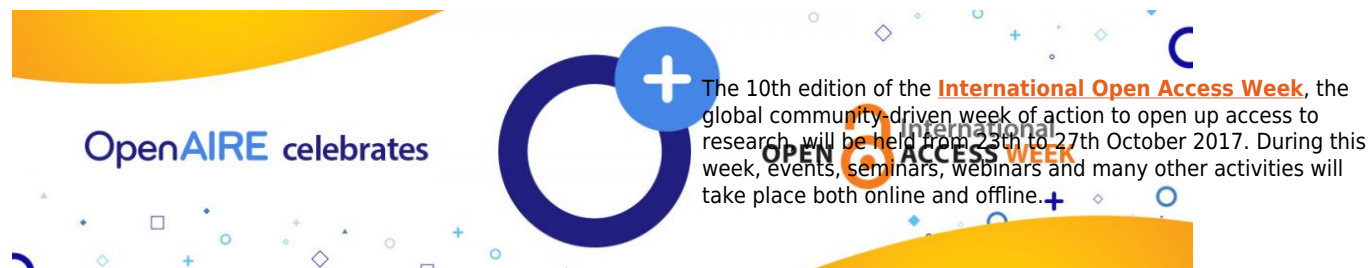 OpenAIRE celebrates
International
OPEN ACCESS WEEK
The 10th edition of the International Open Access Week, the
global community-driven week of action to open up access to
research, will be held from 23th to 27th October 2017. During this
week, events, seminars, webinars and many other activities will
take place both online and offline.